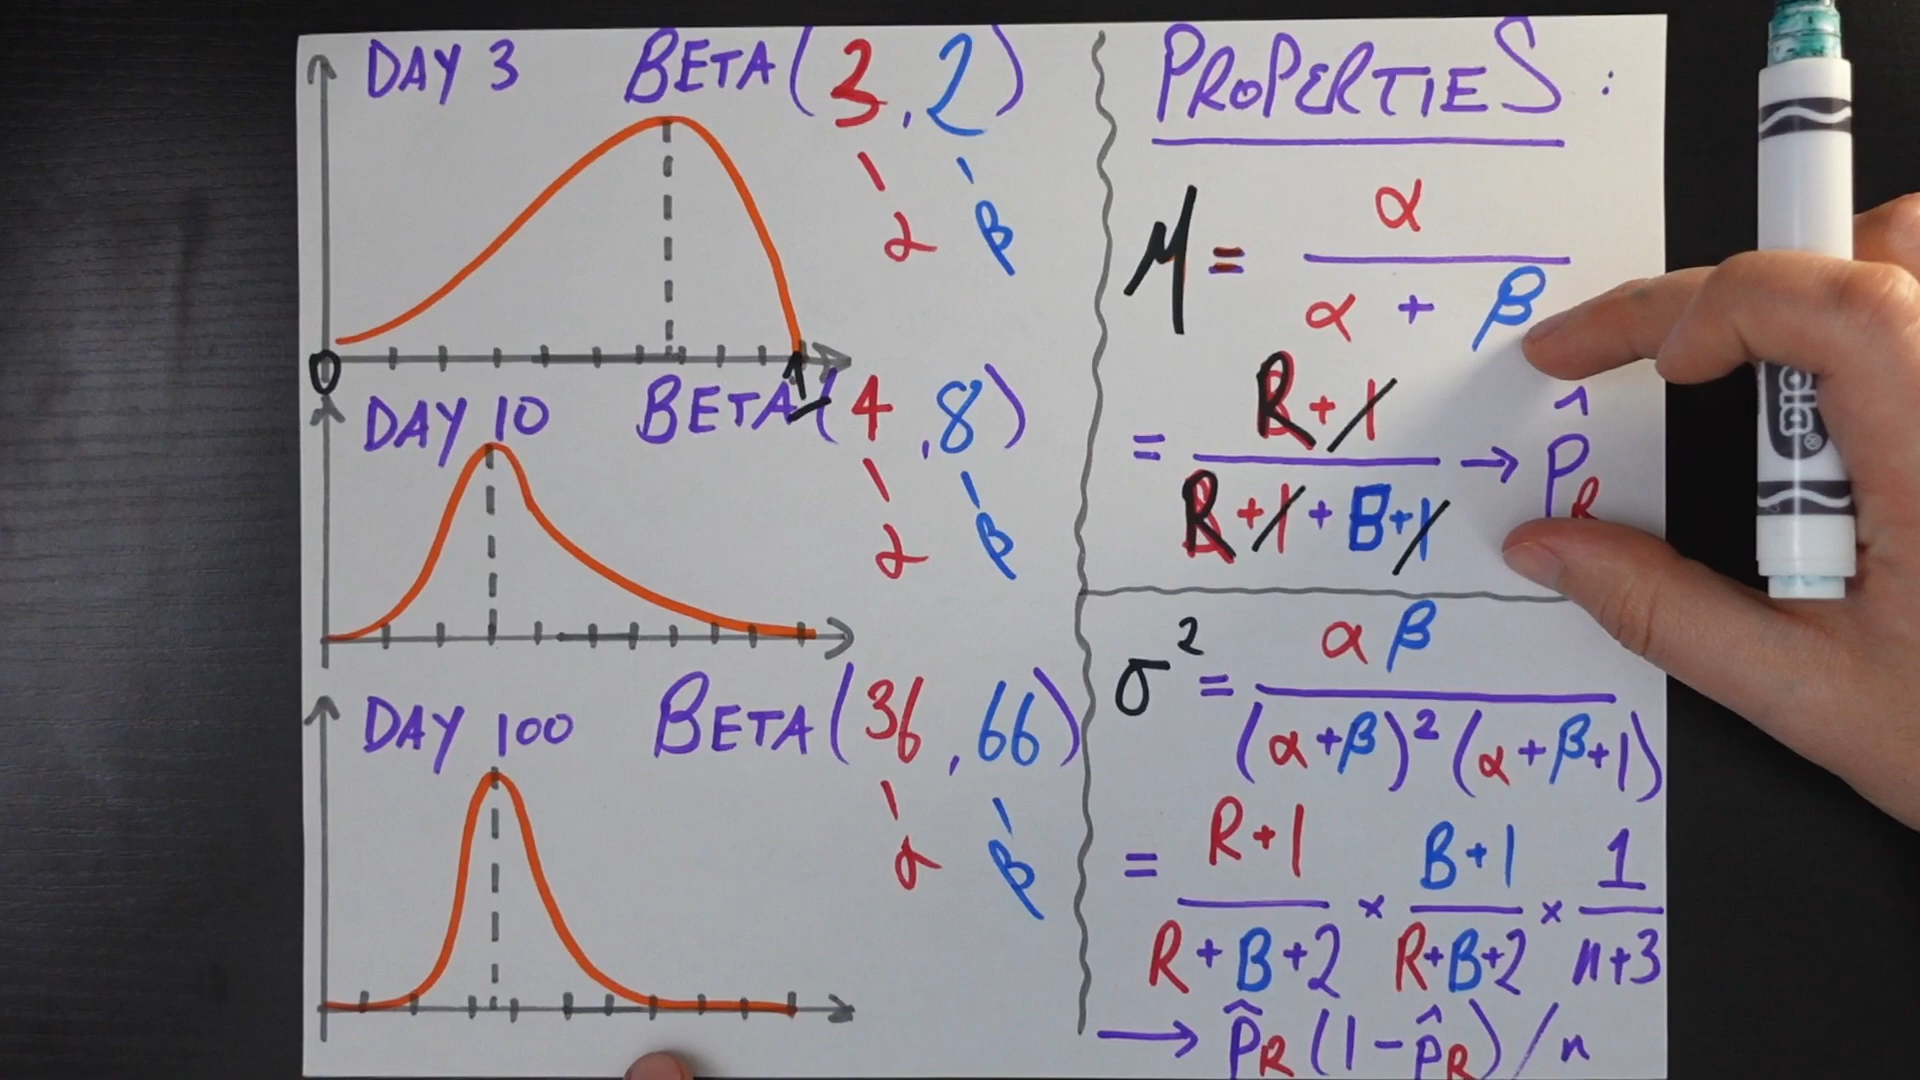 DAY 3 BETA(3,2)
α β
0 1
DAY 10 BETA(4,8)
α β
DAY 100 BETA(36,66)
α β
PROPERTIES:
μ = α / α + β
= R+1 / R+1 + B+1 → p̂R
σ² = αβ / (α+β)²(α+β+1)
= R+1 / R+B+2 × B+1 / R+B+2 × 1 / n+3
→ p̂R(1-p̂R)/n